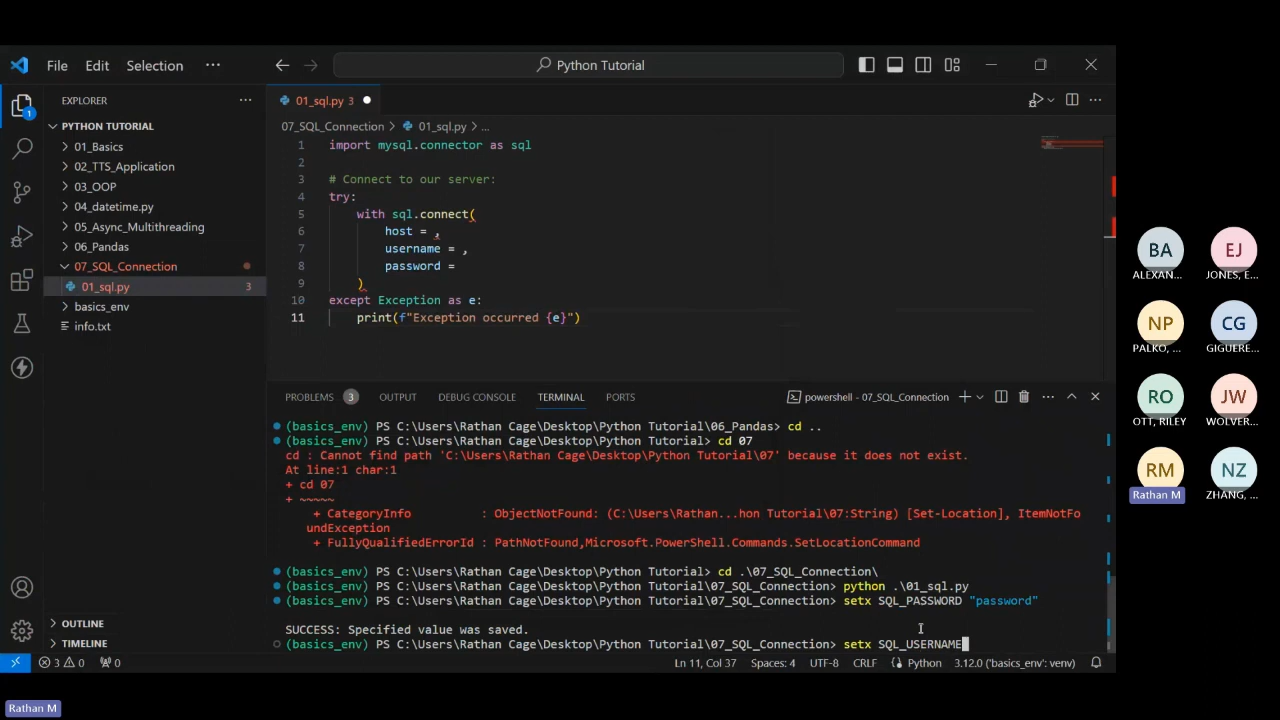 File Edit Selection ··· Python Tutorial
EXPLORER ···
01_sql.py 3
PYTHON TUTORIAL
01_Basics
02_TTS_Application
03_OOP
04_datetime.py
05_Async_Multithreading
06_Pandas
07_SQL_Connection
01_sql.py 3
basics_env
info.txt
OUTLINE
TIMELINE
1
07_SQL_Connection > 01_sql.py > ...
1 import mysql.connector as sql
2
3 # Connect to our server:
4 try:
5 with sql.connect(
6 host = ,
7 username = ,
8 password =
9 )
10 except Exception as e:
11 print(f"Exception occurred {e}")
PROBLEMS 3 OUTPUT DEBUG CONSOLE TERMINAL PORTS powershell - 07_SQL_Connection
(basics_env) PS C:\Users\Rathan Cage\Desktop\Python Tutorial\06_Pandas> cd ..
(basics_env) PS C:\Users\Rathan Cage\Desktop\Python Tutorial> cd 07
cd : Cannot find path 'C:\Users\Rathan Cage\Desktop\Python Tutorial\07' because it does not exist.
At line:1 char:1
+ cd 07
+ ~~~~~
+ CategoryInfo : ObjectNotFound: (C:\Users\Rathan...hon Tutorial\07:String) [Set-Location], ItemNotFo
undException
+ FullyQualifiedErrorId : PathNotFound,Microsoft.PowerShell.Commands.SetLocationCommand
(basics_env) PS C:\Users\Rathan Cage\Desktop\Python Tutorial> cd .\07_SQL_Connection\
(basics_env) PS C:\Users\Rathan Cage\Desktop\Python Tutorial\07_SQL_Connection> python .\01_sql.py
(basics_env) PS C:\Users\Rathan Cage\Desktop\Python Tutorial\07_SQL_Connection> setx SQL_PASSWORD "password"
SUCCESS: Specified value was saved.
(basics_env) PS C:\Users\Rathan Cage\Desktop\Python Tutorial\07_SQL_Connection> setx SQL_USERNAME
3 0 0 Ln 11, Col 37 Spaces: 4 UTF-8 CRLF Python 3.12.0 ('basics_env': venv)
BA EJ
ALEXAN... JONES, E...
NP CG
PALKO, ... GIGUERE...
RO JW
OTT, RILEY WOLVER...
RM NZ
Rathan M ZHANG, ...
Rathan M